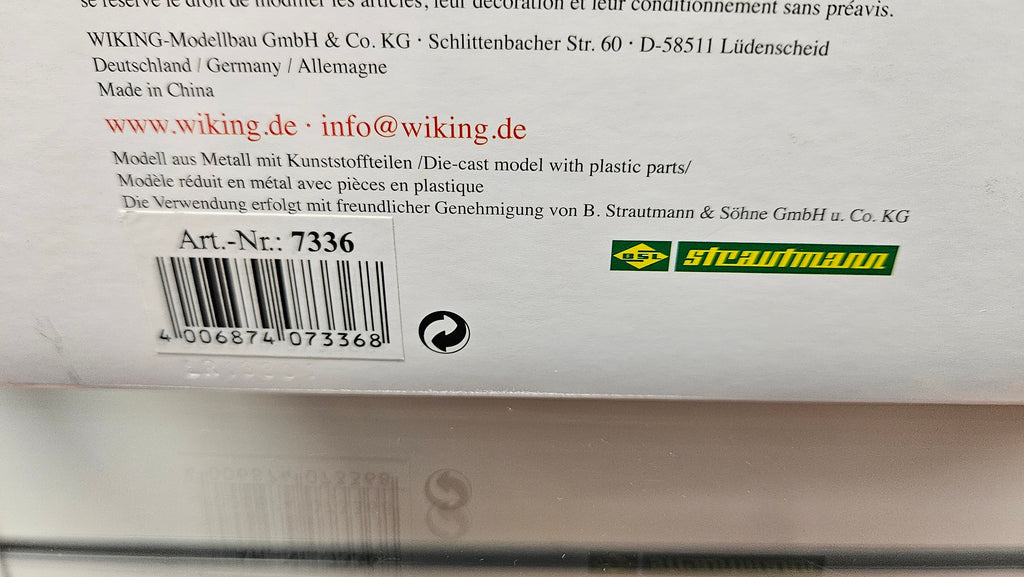 se réserve le droit de modifier les articles, leur décoration et leur conditionnement sans préavis.
WIKING-Modellbau GmbH & Co. KG · Schlittenbacher Str. 60 · D-58511 Lüdenscheid
Deutschland / Germany / Allemagne
Made in China
www.wiking.de · info@wiking.de
Modell aus Metall mit Kunststoffteilen /Die-cast model with plastic parts/
Modèle réduit en métal avec pièces en plastique
Die Verwendung erfolgt mit freundlicher Genehmigung von B. Strautmann & Söhne GmbH u. Co. KG
Art.-Nr.: 7336
4 006874 073368
BSL strautmann